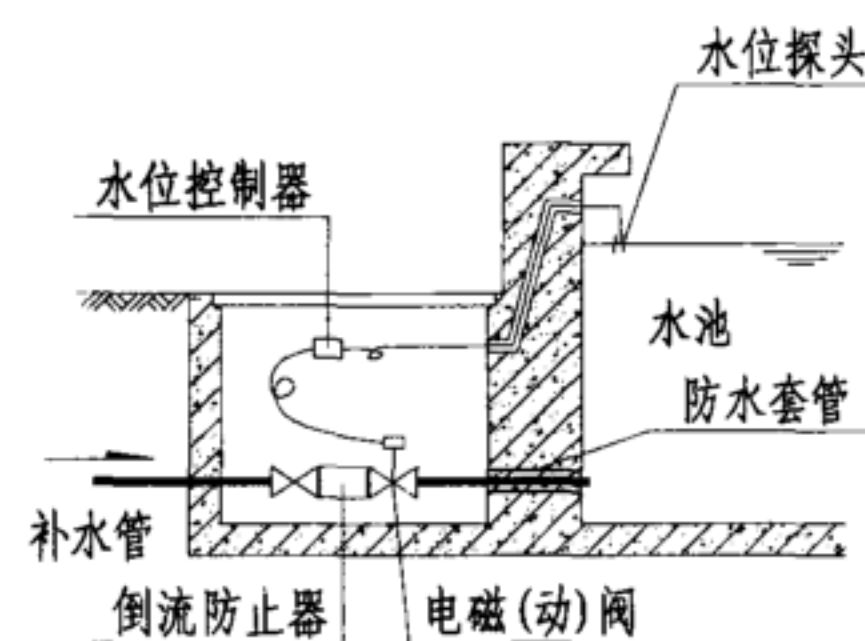 水位探头
水位控制器
水池
防水套管
补水管
倒流防止器
电磁(动)阀